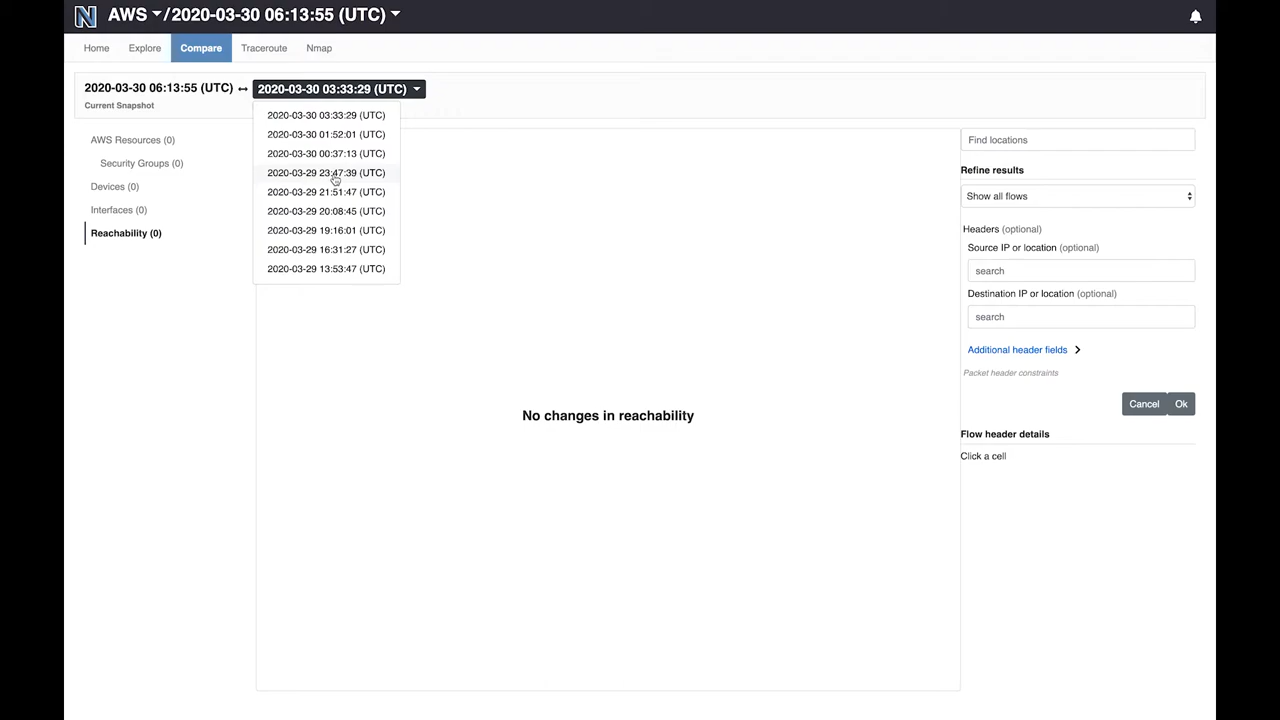 AWS /2020-03-30 06:13:55 (UTC)
Home Explore Compare Traceroute Nmap
2020-03-30 06:13:55 (UTC) ↔ 2020-03-30 03:33:29 (UTC)
Current Snapshot
2020-03-30 03:33:29 (UTC)
2020-03-30 01:52:01 (UTC)
2020-03-30 00:37:13 (UTC)
2020-03-29 23:47:39 (UTC)
2020-03-29 21:51:47 (UTC)
2020-03-29 20:08:45 (UTC)
2020-03-29 19:16:01 (UTC)
2020-03-29 16:31:27 (UTC)
2020-03-29 13:53:47 (UTC)
AWS Resources (0)
Security Groups (0)
Devices (0)
Interfaces (0)
Reachability (0)
No changes in reachability
Find locations
Refine results
Show all flows
Headers (optional)
Source IP or location (optional)
search
Destination IP or location (optional)
search
Additional header fields
Packet header constraints
Cancel Ok
Flow header details
Click a cell